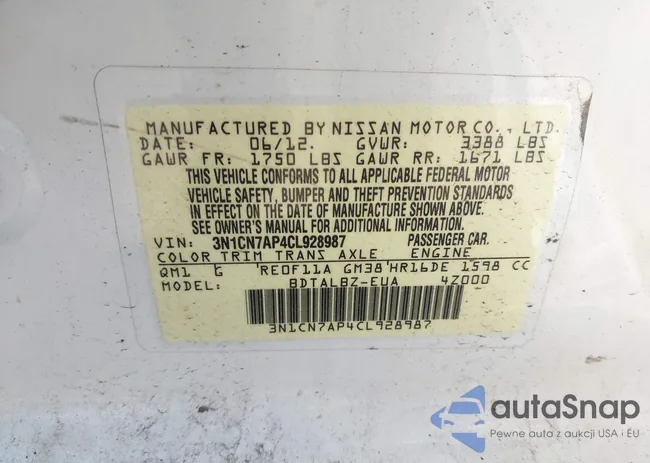 MANUFACTURED BY NISSAN MOTOR CO., LTD.
DATE: 06/12. GVWR: 3388 LBS
GAWR FR: 1750 LBS GAWR RR: 1671 LBS
THIS VEHICLE CONFORMS TO ALL APPLICABLE FEDERAL MOTOR
VEHICLE SAFETY, BUMPER AND THEFT PREVENTION STANDARDS
IN EFFECT ON THE DATE OF MANUFACTURE SHOWN ABOVE.
SEE OWNER'S MANUAL FOR ADDITIONAL INFORMATION.
VIN: 3N1CN7AP4CL928987 PASSENGER CAR.
COLOR TRIM TRANS AXLE ENGINE
QM1 G RE0F11A GM38 HR16DE 1598 CC
MODEL: BDTALBZ-EUA 4Z000
3N1CN7AP4CL928987
autaSnap
Pewne auta z aukcji USA i EU